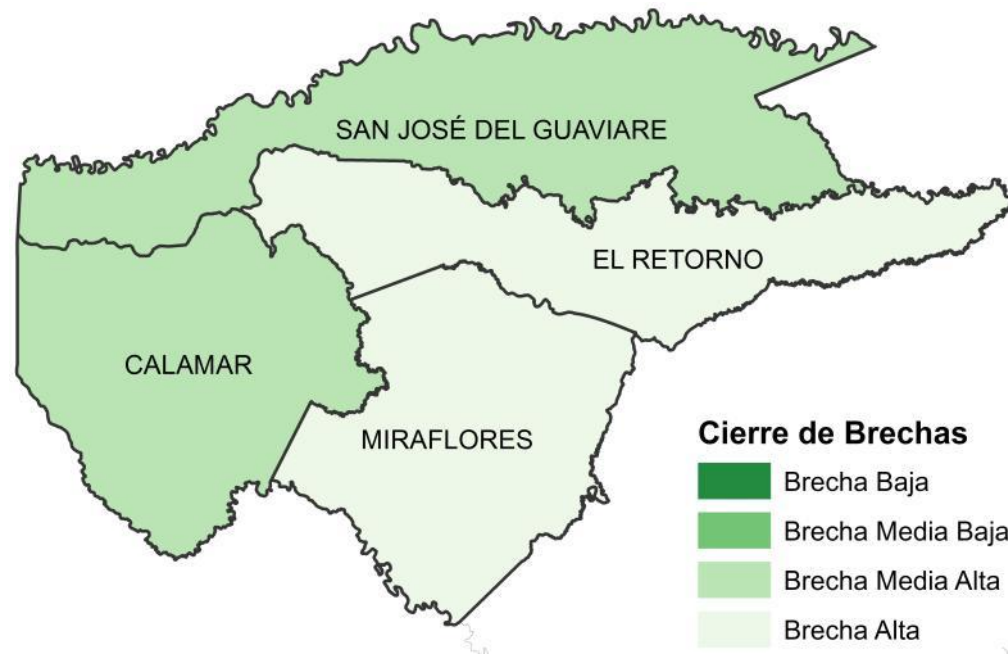 SAN JOSÉ DEL GUAVIARE
EL RETORNO
CALAMAR
MIRAFLORES
Cierre de Brechas
Brecha Baja
Brecha Media Baja
Brecha Media Alta
Brecha Alta